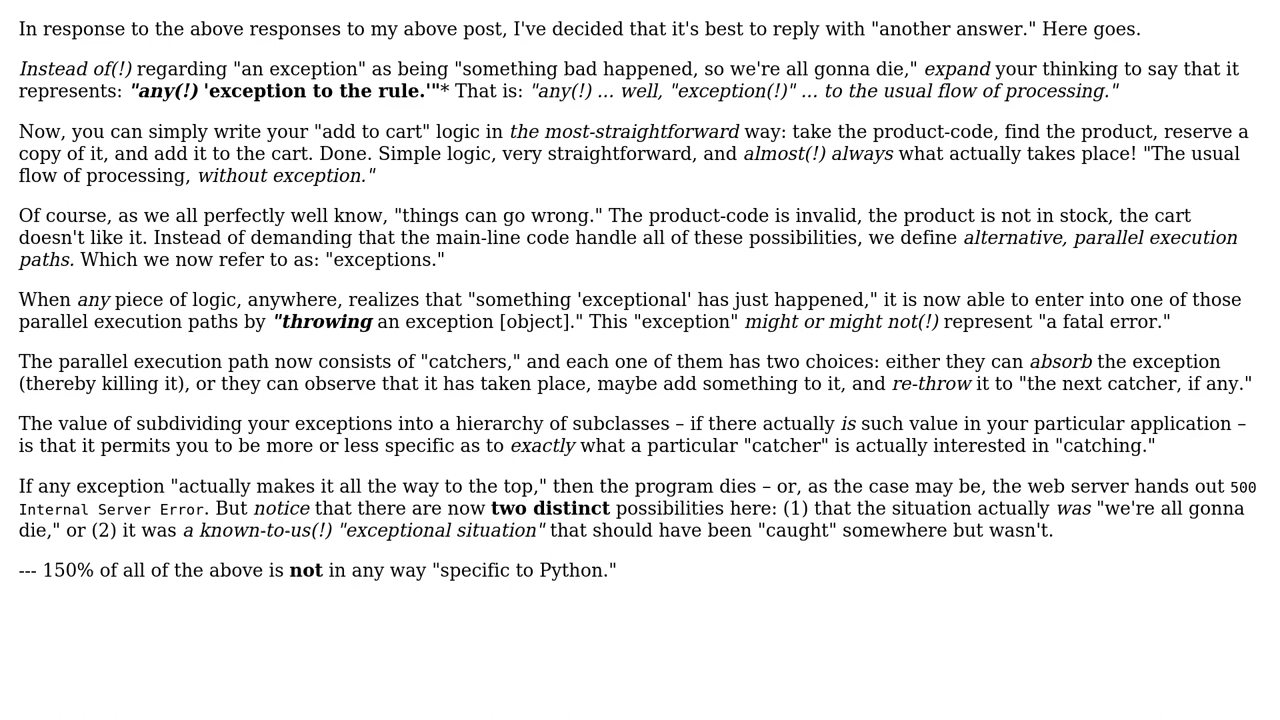 In response to the above responses to my above post, I've decided that it's best to reply with "another answer." Here goes.
Instead of(!) regarding "an exception" as being "something bad happened, so we're all gonna die," expand your thinking to say that it
represents: "any(!) 'exception to the rule.'"* That is: "any(!) ... well, "exception(!)" ... to the usual flow of processing."
Now, you can simply write your "add to cart" logic in the most-straightforward way: take the product-code, find the product, reserve a
copy of it, and add it to the cart. Done. Simple logic, very straightforward, and almost(!) always what actually takes place! "The usual
flow of processing, without exception."
Of course, as we all perfectly well know, "things can go wrong." The product-code is invalid, the product is not in stock, the cart
doesn't like it. Instead of demanding that the main-line code handle all of these possibilities, we define alternative, parallel execution
paths. Which we now refer to as: "exceptions."
When any piece of logic, anywhere, realizes that "something 'exceptional' has just happened," it is now able to enter into one of those
parallel execution paths by "throwing an exception [object]." This "exception" might or might not(!) represent "a fatal error."
The parallel execution path now consists of "catchers," and each one of them has two choices: either they can absorb the exception
(thereby killing it), or they can observe that it has taken place, maybe add something to it, and re-throw it to "the next catcher, if any."
The value of subdividing your exceptions into a hierarchy of subclasses – if there actually is such value in your particular application –
is that it permits you to be more or less specific as to exactly what a particular "catcher" is actually interested in "catching."
If any exception "actually makes it all the way to the top," then the program dies – or, as the case may be, the web server hands out 500
Internal Server Error. But notice that there are now two distinct possibilities here: (1) that the situation actually was "we're all gonna
die," or (2) it was a known-to-us(!) "exceptional situation" that should have been "caught" somewhere but wasn't.
--- 150% of all of the above is not in any way "specific to Python."